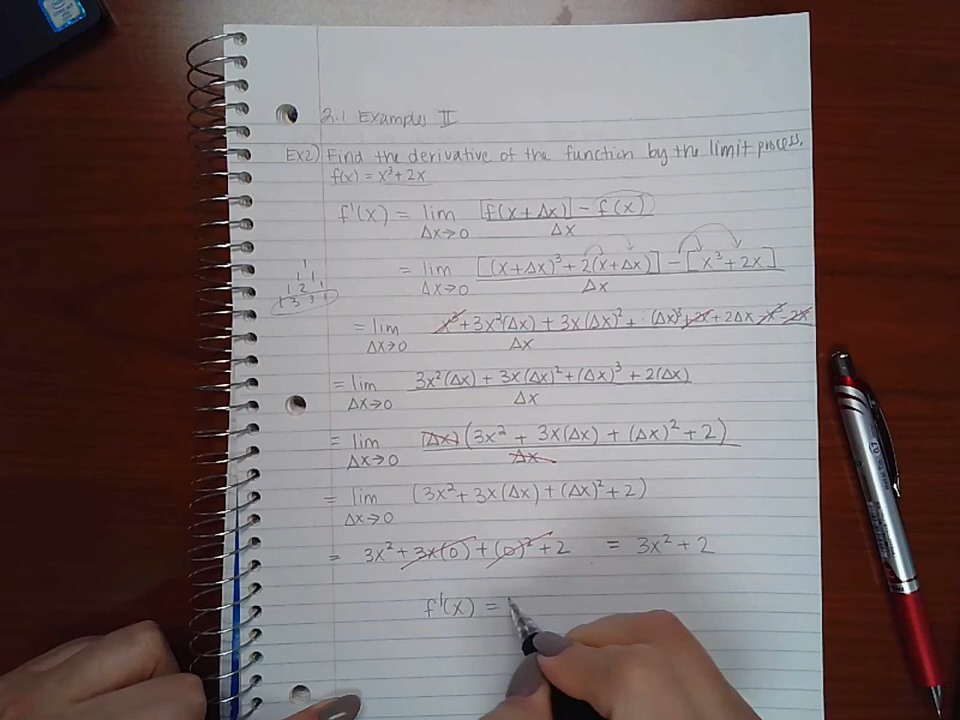 2.1 Examples II
Ex2) Find the derivative of the function by the limit process.
f(x) = x³+2x
f'(x) = lim Δx→0 [f(x+Δx)] - f(x) / Δx
1
1 1
1 2 1
1 3 3 1
= lim Δx→0 [(x+Δx)³+2(x+Δx)] - [x³+2x] / Δx
= lim Δx→0 x³+3x²(Δx) + 3x(Δx)² + (Δx)³+2x+2Δx-x³-2x / Δx
= lim Δx→0 3x²(Δx) + 3x(Δx)²+(Δx)³ + 2(Δx) / Δx
= lim Δx→0 (Δx)(3x² + 3x(Δx) + (Δx)² + 2) / Δx
= lim Δx→0 (3x²+3x(Δx)+(Δx)²+2)
= 3x²+3x(0)+(0)²+2 = 3x²+2
f'(x) =